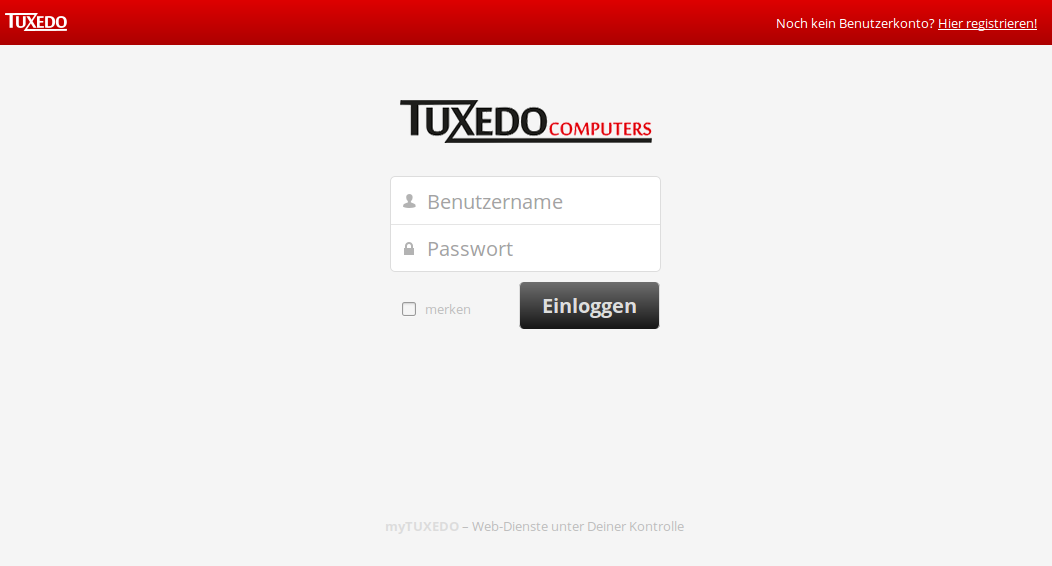 TUXEDO
Noch kein Benutzerkonto? Hier registrieren!
TUXEDO COMPUTERS
Benutzername
Passwort
merken
Einloggen
myTUXEDO – Web-Dienste unter Deiner Kontrolle